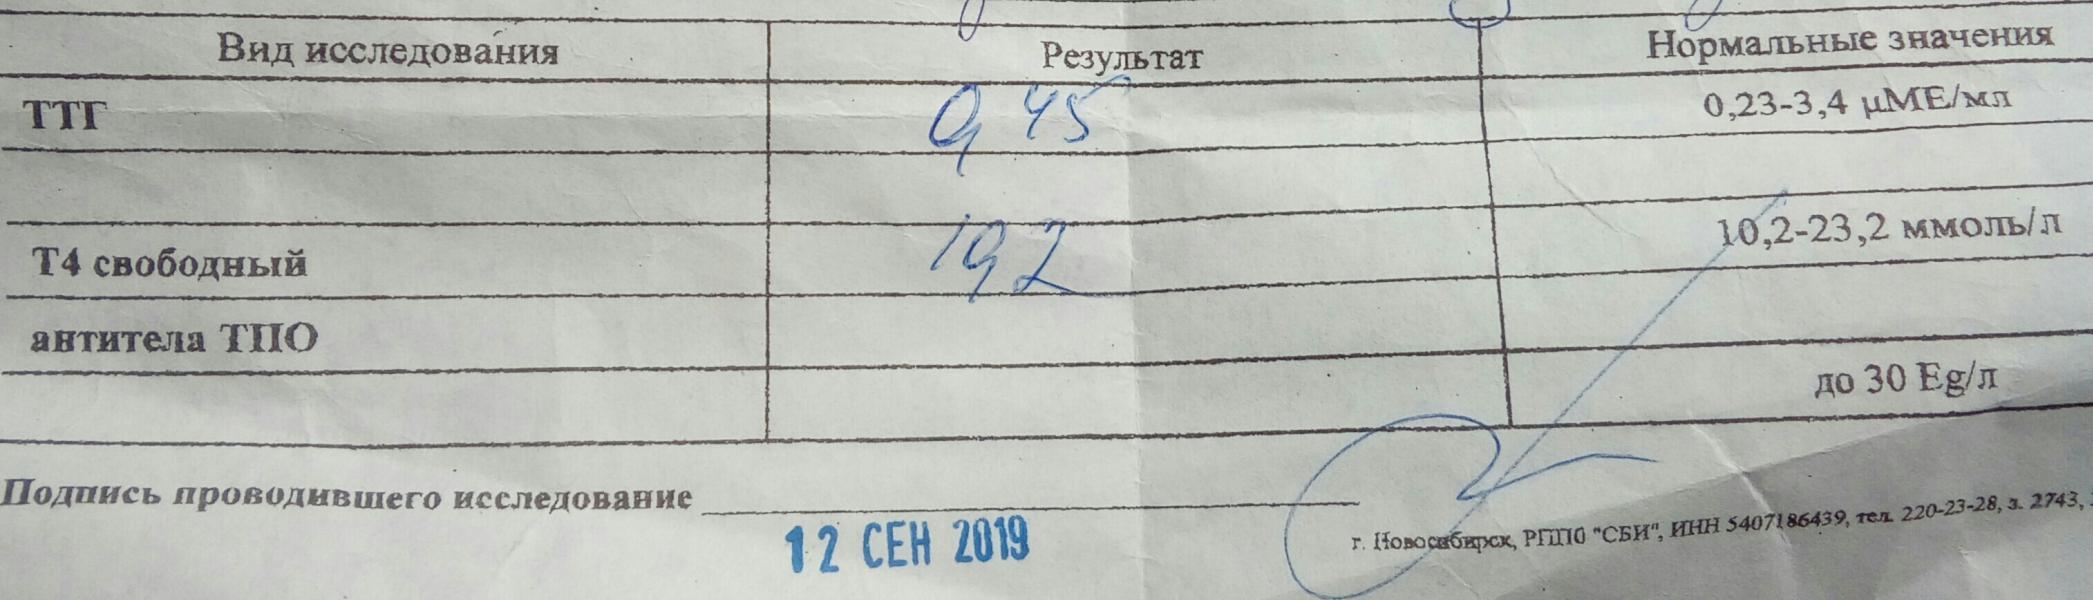 Вид исследования Результат Нормальные значения
ТТГ 0,45 0,23-3,4 µМЕ/мл
Т4 свободный 19,2 10,2-23,2 ммоль/л
антитела ТПО
до 30 Eg/л
Подпись проводившего исследование
12 СЕН 2019
г. Новосибирск, РППО "СБИ", ИНН 5407186439, тел. 220-23-28, з. 2743,